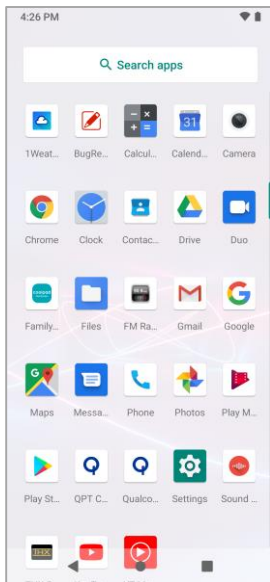 4:26 PM
Search apps
1Weat... BugRe... Calcul... Calend... Camera
31
Chrome Clock Contac... Drive Duo
Family... Files FM Ra... Gmail Google
Maps Messa... Phone Photos Play M...
Play St... QPT C... Qualco... Settings Sound ...
THX